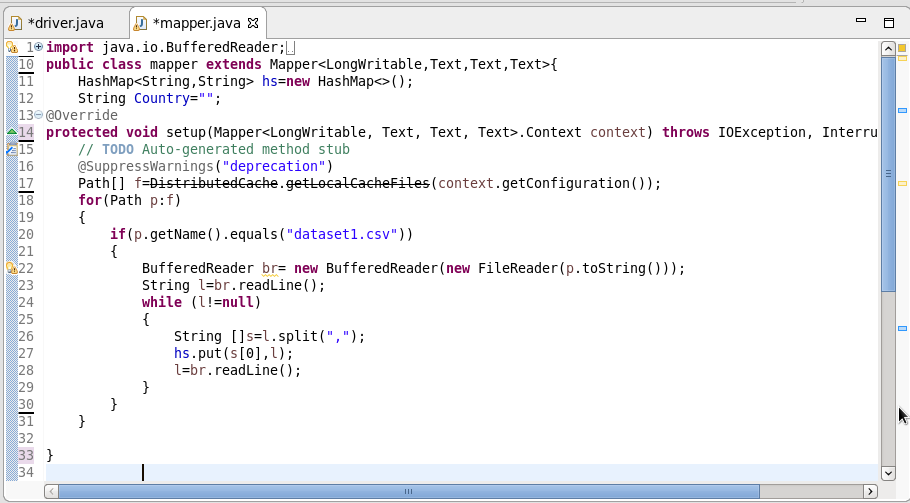 *driver.java *mapper.java
1 import java.io.BufferedReader;
10 public class mapper extends Mapper<LongWritable,Text,Text,Text>{
11     HashMap<String,String> hs=new HashMap<>();
12     String Country="";
13 @Override
14 protected void setup(Mapper<LongWritable, Text, Text, Text>.Context context) throws IOException, Interru
15     // TODO Auto-generated method stub
16     @SuppressWarnings("deprecation")
17     Path[] f=DistributedCache.getLocalCacheFiles(context.getConfiguration());
18     for(Path p:f)
19     {
20         if(p.getName().equals("dataset1.csv"))
21         {
22             BufferedReader br= new BufferedReader(new FileReader(p.toString()));
23             String l=br.readLine();
24             while (l!=null)
25             {
26                 String []s=l.split(",");
27                 hs.put(s[0],l);
28                 l=br.readLine();
29             }
30         }
31     }
32
33 }
34